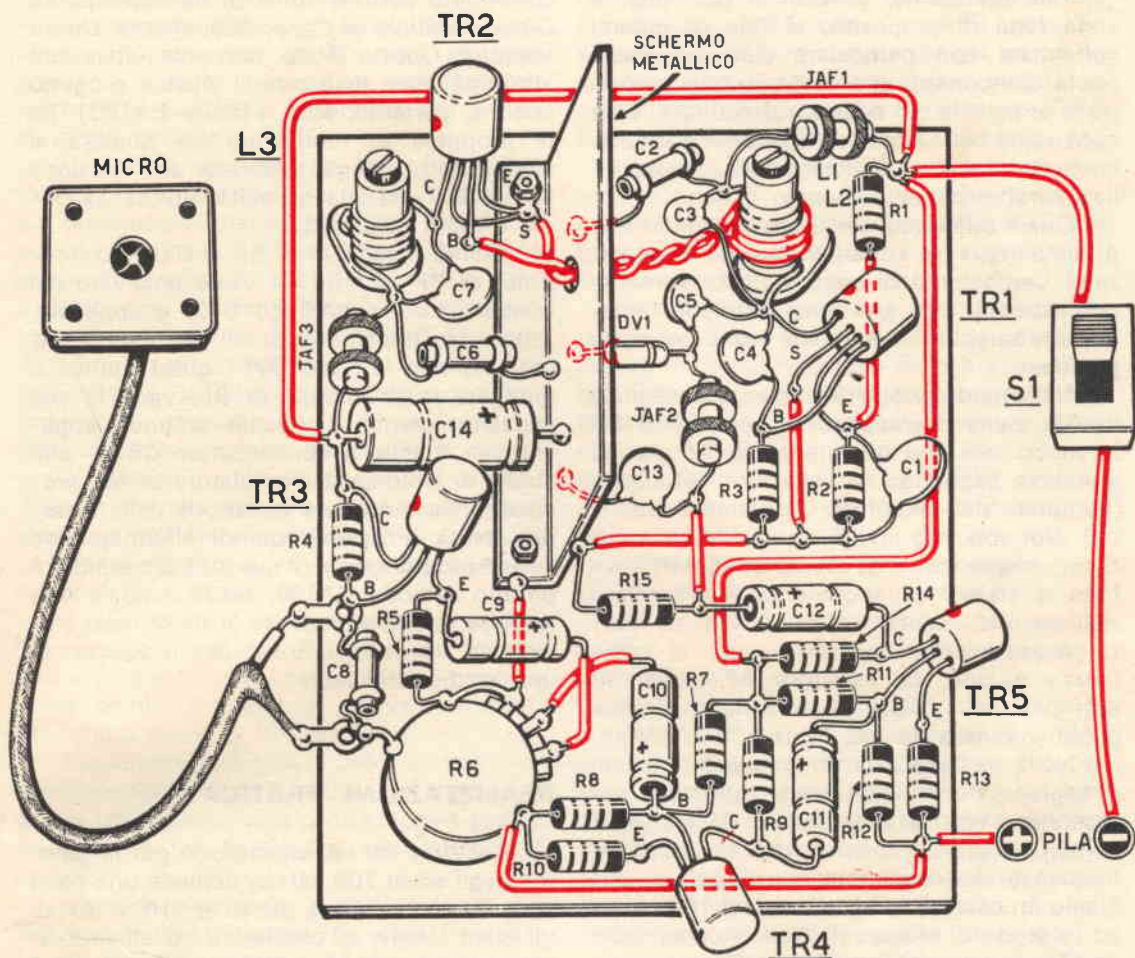 TR2
SCHERMO
METALLICO
JAF1
L3
MICRO
C2
E
S
C
B
L1
L2
R1
C3
C7
C5
TR1
C
S
C4
DV1
JAF3
C6
S1
JAF2
B
E
C14
+
C13
R3
R2
C1
TR3
R4
C
B
E
R15
+
C12
R14
C9
+
R5
C
R11
B
E
TR5
C8
C10
+
R7
R6
R8
B
C
R9
+
C11
R12
R13
R10
E
+ PILA -
TR4